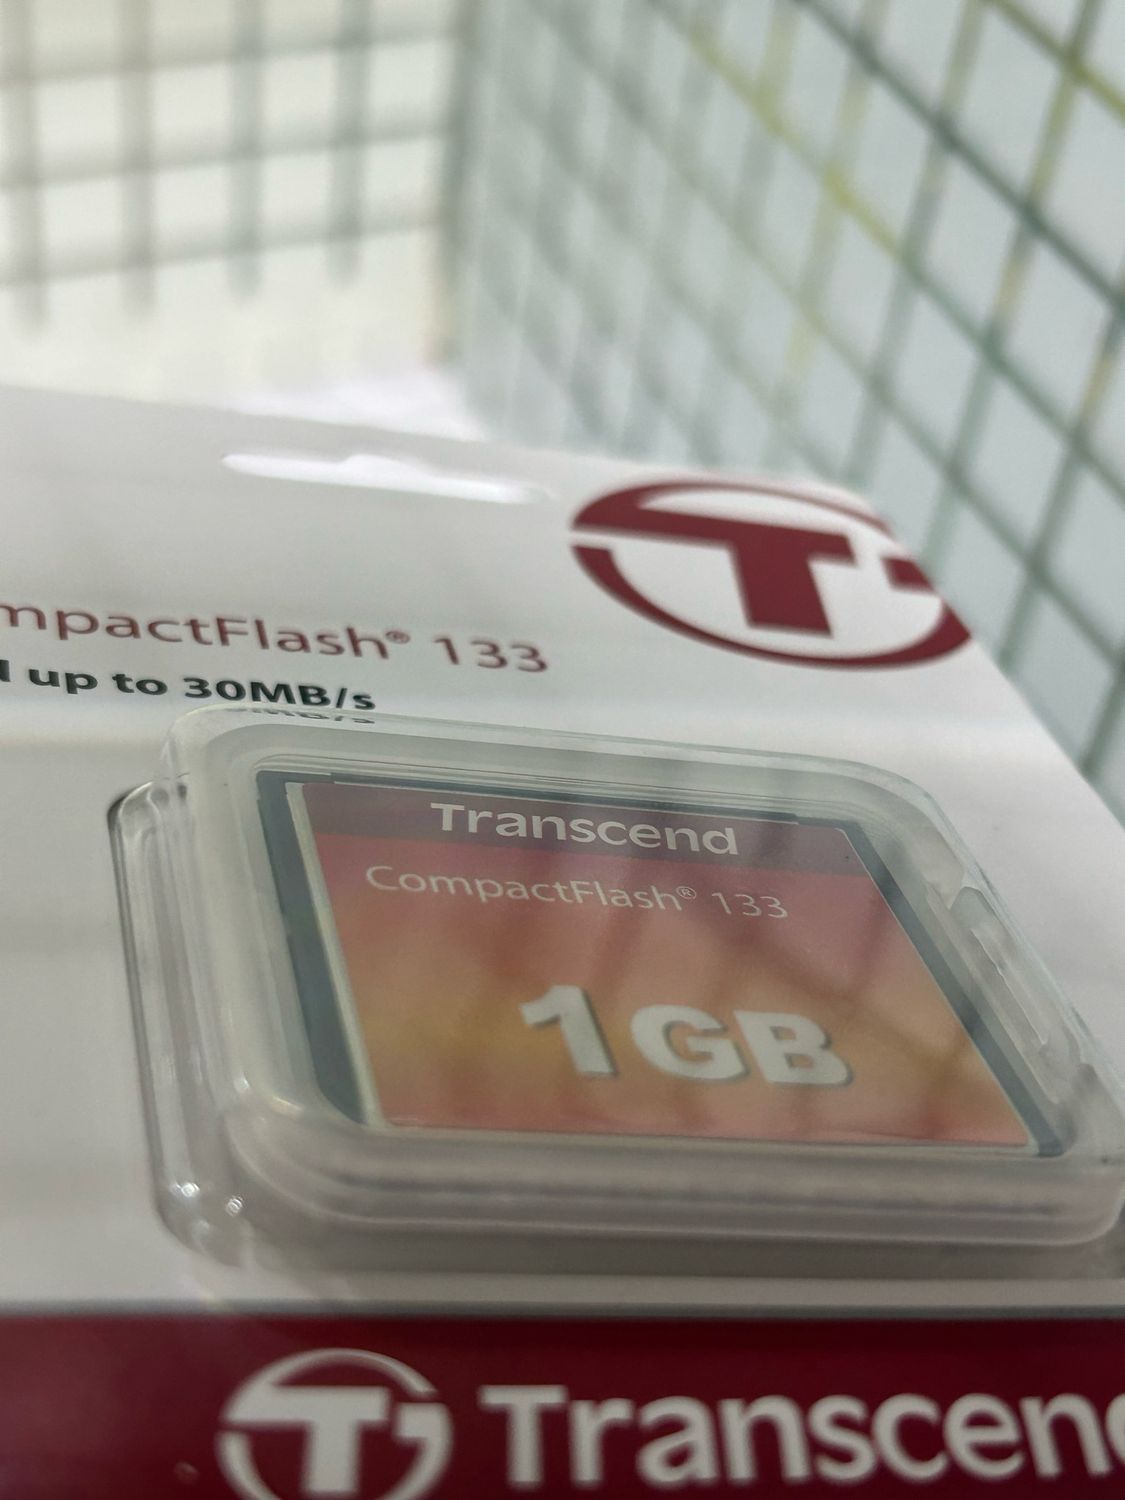 mpactFlash® 133
up to 30MB/s
Transcend
CompactFlash® 133
1GB
Transcend